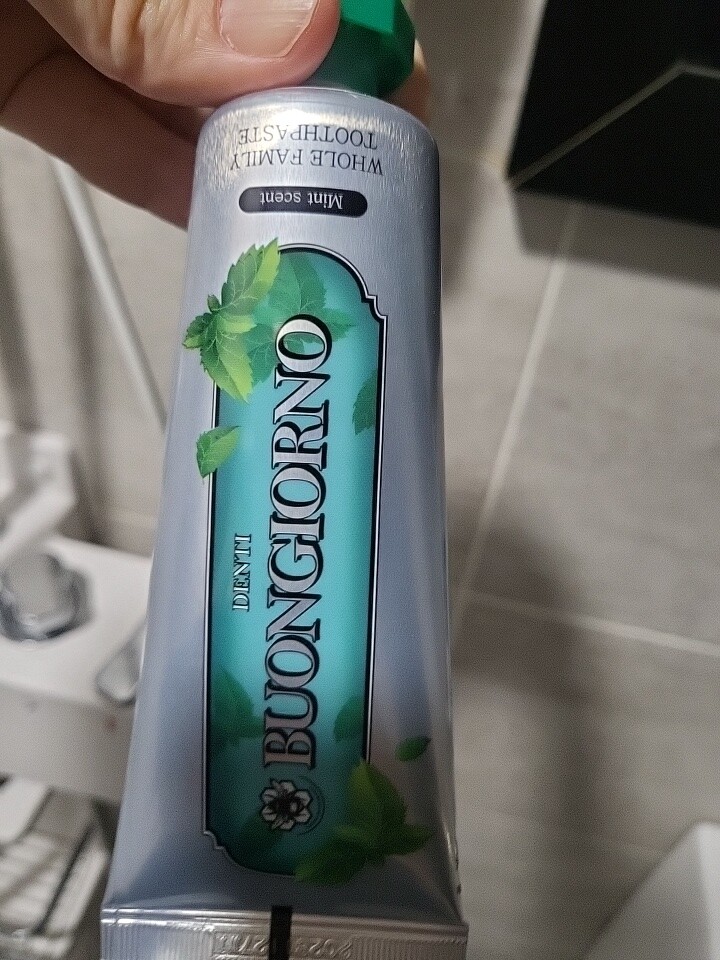 WHOLE FAMILY
TOOTHPASTE
Mint scent
DENTI
BUONGIORNO